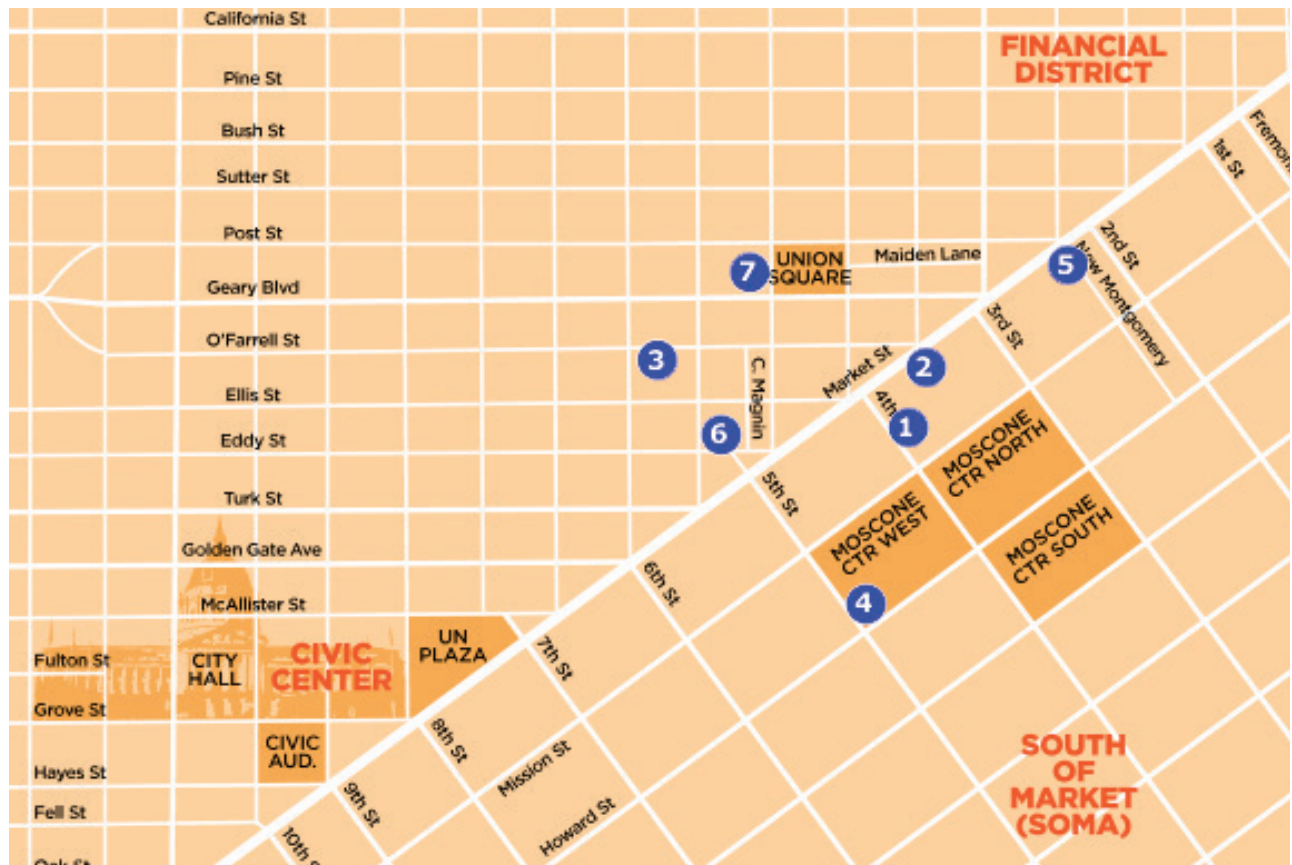 California St
FINANCIAL
DISTRICT
Pine St
Bush St
Sutter St
Post St
Geary Blvd
O'Farrell St
Ellis St
Eddy St
Turk St
Golden Gate Ave
McAllister St
Fulton St
Grove St
Hayes St
Fell St
Oak St
CITY
HALL
CIVIC
CENTER
UN
PLAZA
CIVIC
AUD.
7
UNION
SQUARE
Maiden Lane
3
C. Magnin
6
Market St
2
4th
1
5
New Montgomery
2nd St
1st St
Fremon
3rd St
MOSCONE
CTR NORTH
MOSCONE
CTR WEST
MOSCONE
CTR SOUTH
4
5th St
6th St
7th St
8th St
9th St
10th S
Mission St
Howard St
SOUTH
OF
MARKET
(SOMA)